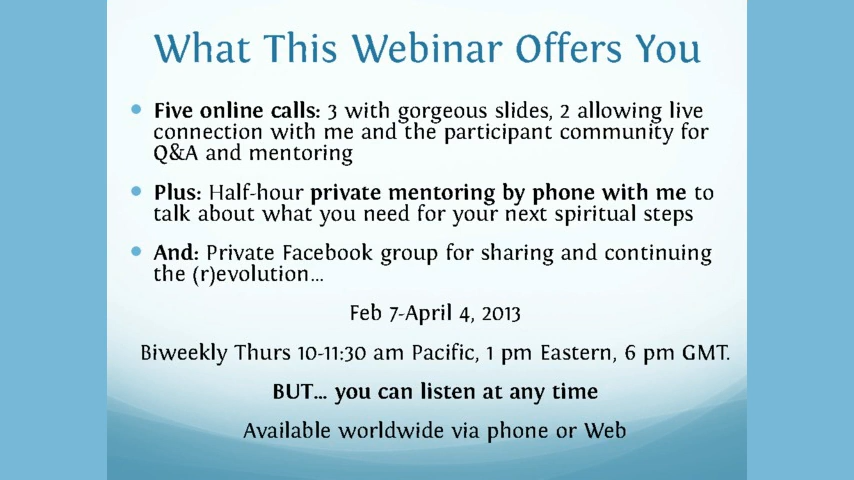 What This Webinar Offers You
Five online calls: 3 with gorgeous slides, 2 allowing live
connection with me and the participant community for
Q&A and mentoring
Plus: Half-hour private mentoring by phone with me to
talk about what you need for your next spiritual steps
And: Private Facebook group for sharing and continuing
the (r)evolution...
Feb 7-April 4, 2013
Biweekly Thurs 10-11:30 am Pacific, 1 pm Eastern, 6 pm GMT.
BUT... you can listen at any time
Available worldwide via phone or Web